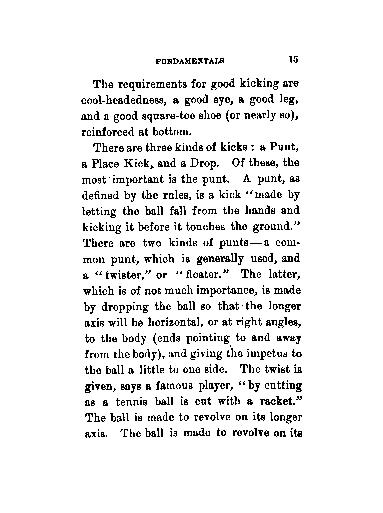 FUNDAMENTALS 15
The requirements for good kicking are
cool-headedness, a good eye, a good leg,
and a good square-toe shoe (or nearly so),
reinforced at bottom.
There are three kinds of kicks : a Punt,
a Place Kick, and a Drop. Of these, the
most important is the punt. A punt, as
defined by the rules, is a kick "made by
letting the ball fall from the hands and
kicking it before it touches the ground."
There are two kinds of punts—a com-
mon punt, which is generally used, and
a "twister," or "floater." The latter,
which is of not much importance, is made
by dropping the ball so that the longer
axis will be horizontal, or at right angles,
to the body (ends pointing to and away
from the body), and giving the impetus to
the ball a little to one side. The twist is
given, says a famous player, "by cutting
as a tennis ball is cut with a racket."
The ball is made to revolve on its longer
axis. The ball is made to revolve on its